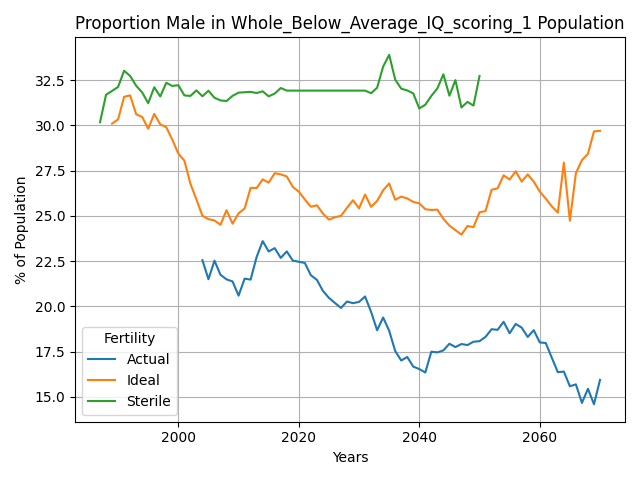 Proportion Male in Whole_Below_Average_IQ_scoring_1 Population
% of Population
32.5
30.0
27.5
25.0
22.5
20.0
17.5
15.0
Fertility
Actual
Ideal
Sterile
2000
2020
2040
2060
Years